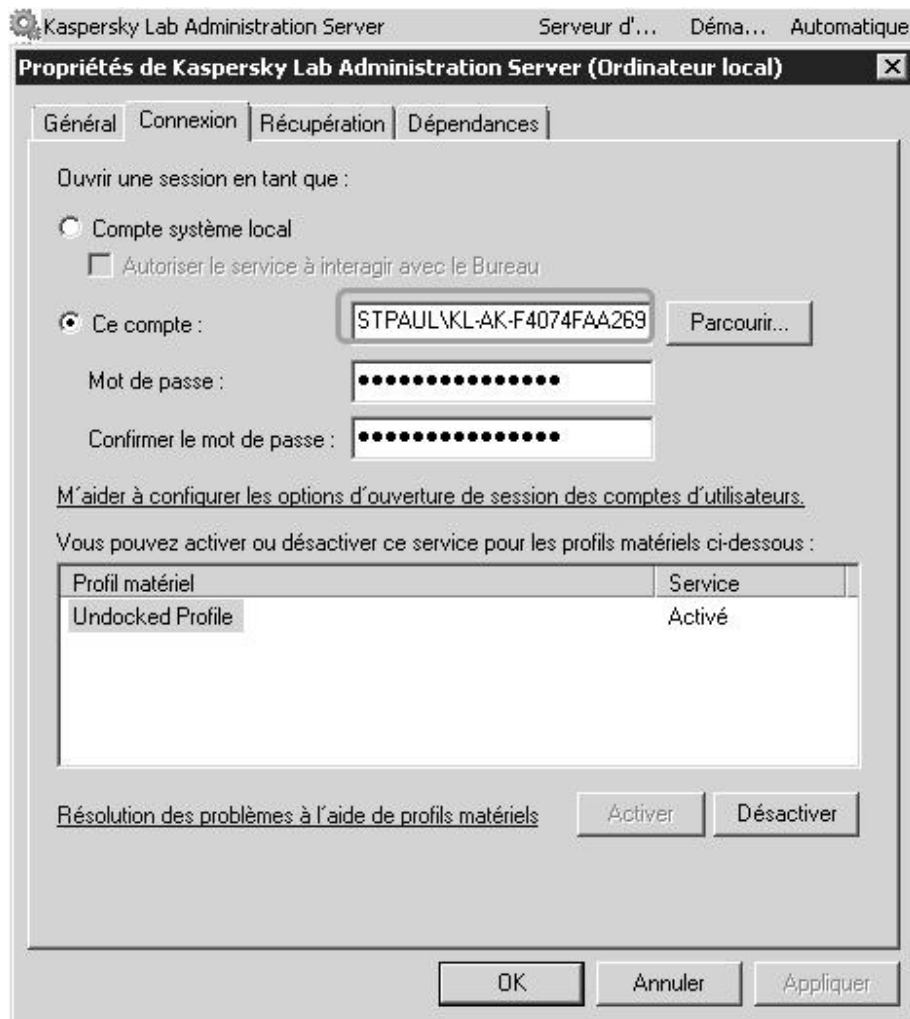 Kaspersky Lab Administration Server Serveur d'... Déma... Automatique
Propriétés de Kaspersky Lab Administration Server (Ordinateur local)
Général Connexion Récupération Dépendances
Ouvrir une session en tant que :
Compte système local
Autoriser le service à interagir avec le Bureau
Ce compte : STPAUL\KL-AK-F4074FAA269 Parcourir...
Mot de passe : •••••••••••••••
Confirmer le mot de passe : •••••••••••••••
M'aider à configurer les options d'ouverture de session des comptes d'utilisateurs.
Vous pouvez activer ou désactiver ce service pour les profils matériels ci-dessous :
Profil matériel Service
Undocked Profile Activé
Résolution des problèmes à l'aide de profils matériels Activer Désactiver
OK Annuler Appliquer